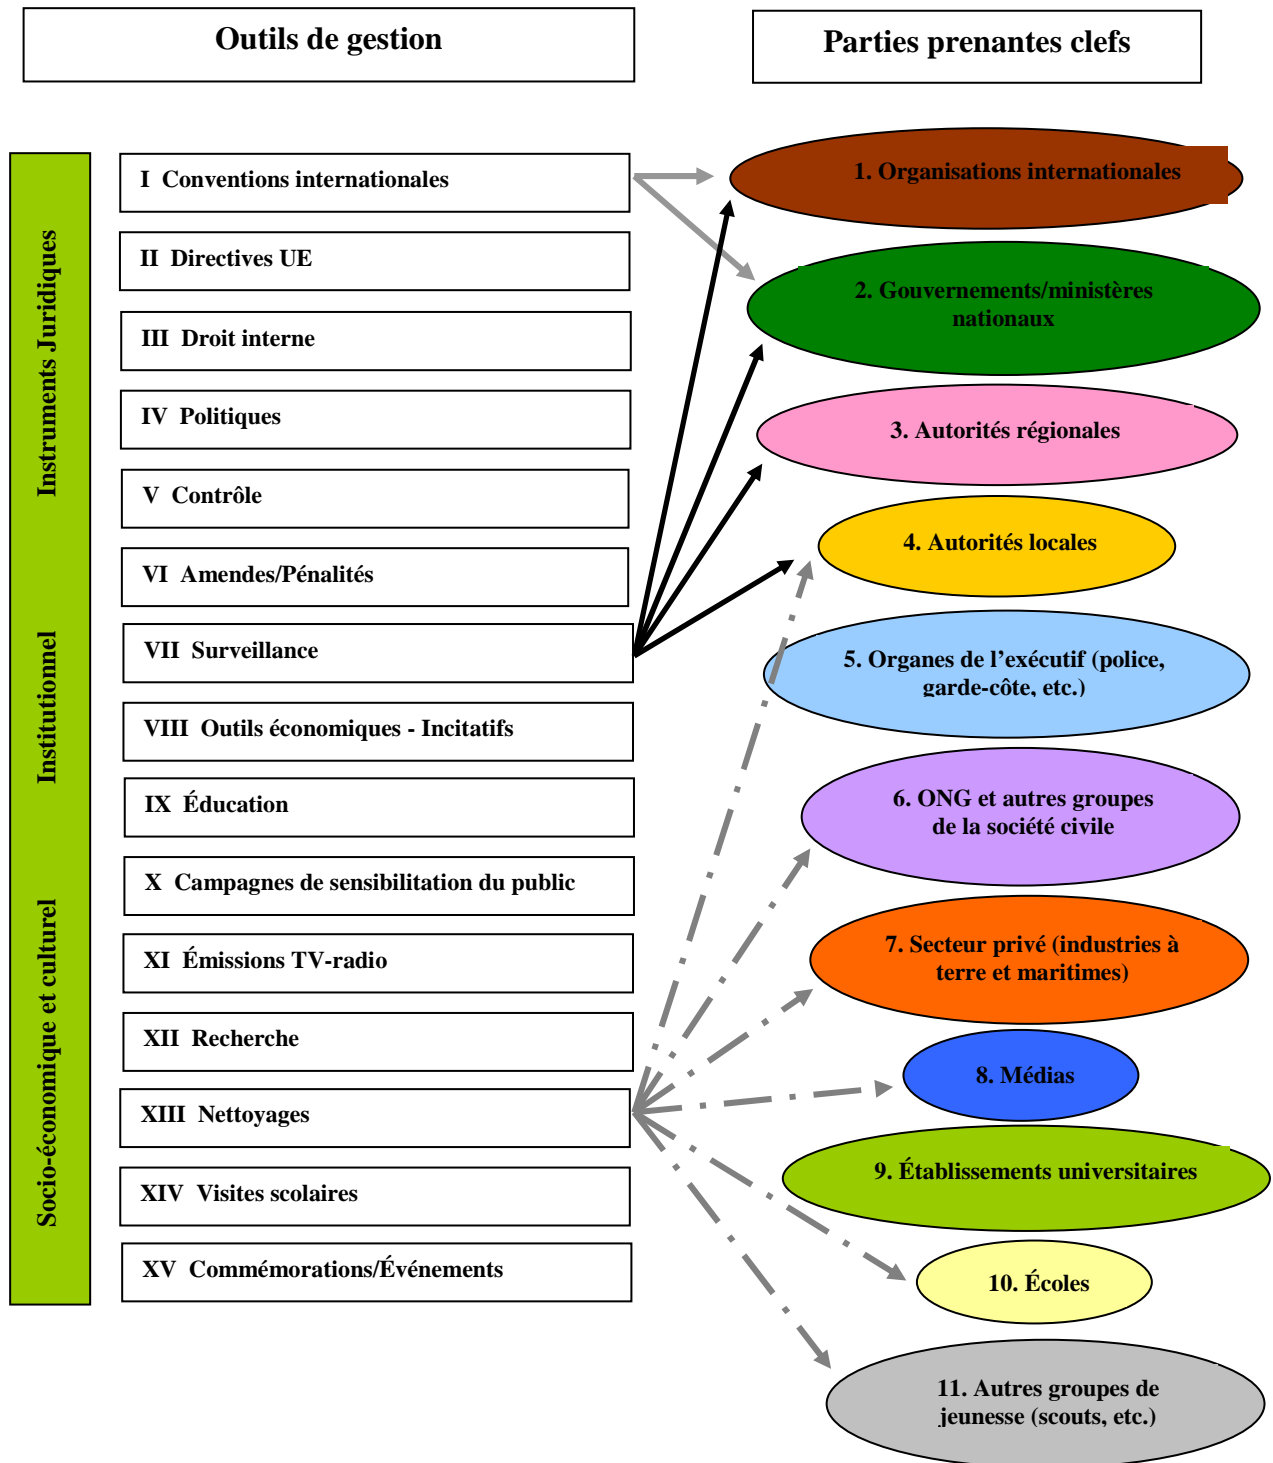 Outils de gestion
Parties prenantes clefs
Instruments Juridiques
Institutionnel
Socio-économique et culturel
I Conventions internationales
II Directives UE
III Droit interne
IV Politiques
V Contrôle
VI Amendes/Pénalités
VII Surveillance
VIII Outils économiques - Incitatifs
IX Éducation
X Campagnes de sensibilitation du public
XI Émissions TV-radio
XII Recherche
XIII Nettoyages
XIV Visites scolaires
XV Commémorations/Événements
1. Organisations internationales
2. Gouvernements/ministères
nationaux
3. Autorités régionales
4. Autorités locales
5. Organes de l'exécutif (police,
garde-côte, etc.)
6. ONG et autres groupes
de la société civile
7. Secteur privé (industries à
terre et maritimes)
8. Médias
9. Établissements universitaires
10. Écoles
11. Autres groupes de
jeunesse (scouts, etc.)